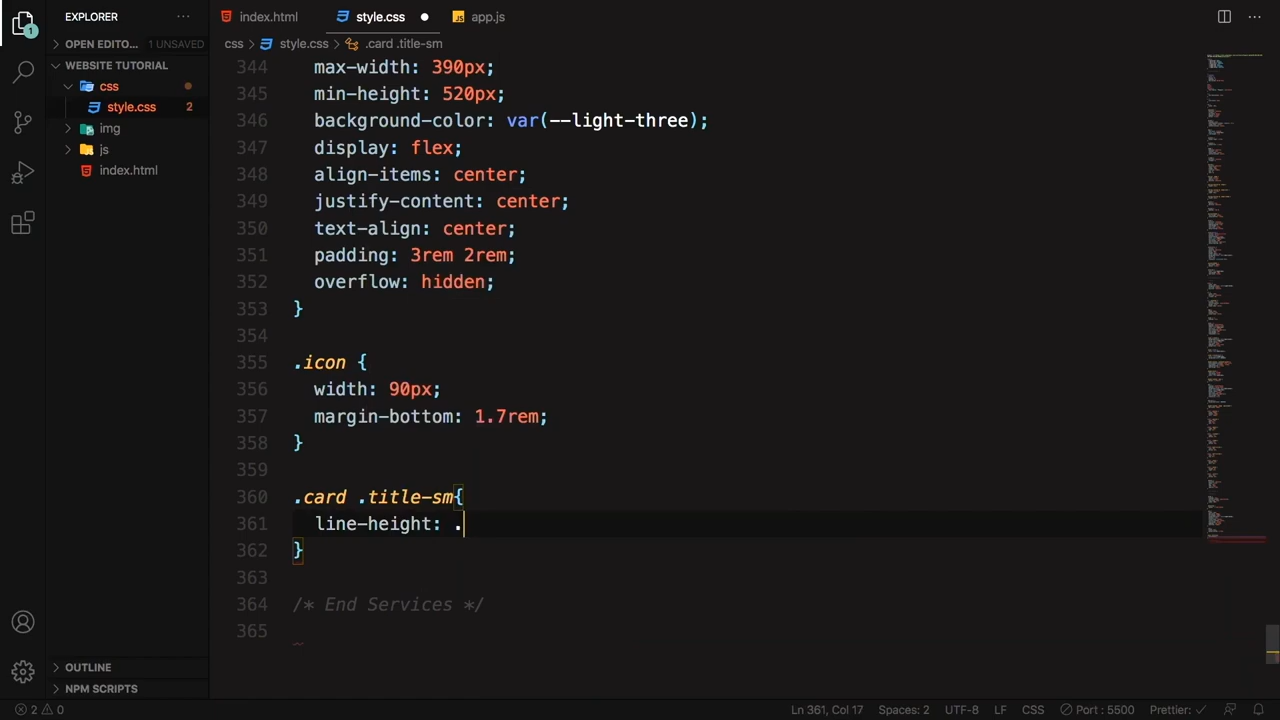 EXPLORER
index.html
style.css
app.js
OPEN EDITO...
1 UNSAVED
css
style.css
.card .title-sm
WEBSITE TUTORIAL
css
style.css
2
img
js
index.html
1
344 max-width: 390px;
345 min-height: 520px;
346 background-color: var(--light-three);
347 display: flex;
348 align-items: center;
349 justify-content: center;
350 text-align: center;
351 padding: 3rem 2rem;
352 overflow: hidden;
353 }
354
355 .icon {
356 width: 90px;
357 margin-bottom: 1.7rem;
358 }
359
360 .card .title-sm{
361 line-height: .
362 }
363
364 /* End Services */
365
OUTLINE
NPM SCRIPTS
2 0
Ln 361, Col 17
Spaces: 2
UTF-8
LF
CSS
Port : 5500
Prettier: ✓